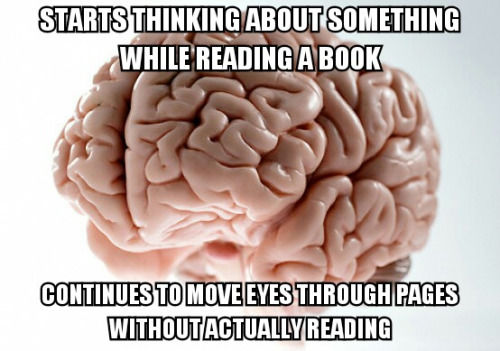 STARTS THINKING ABOUT SOMETHING
WHILE READING A BOOK
CONTINUES TO MOVE EYES THROUGH PAGES
WITHOUT ACTUALLY READING